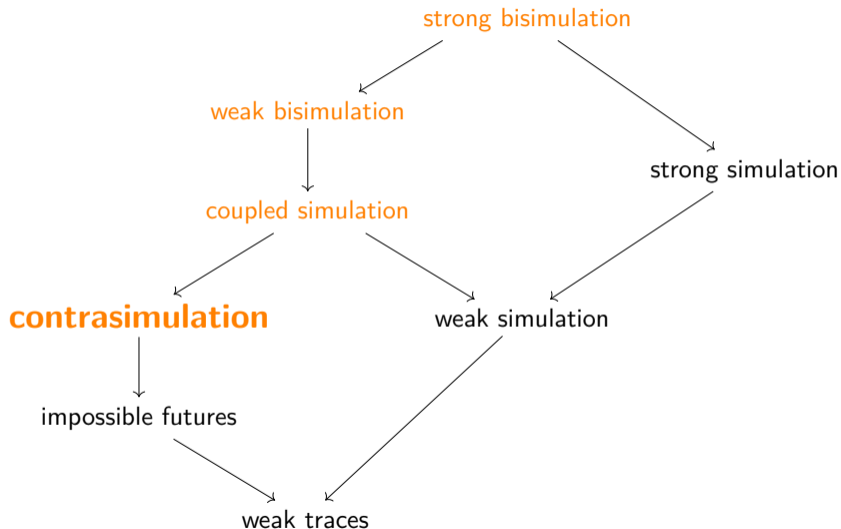 strong bisimulation
weak bisimulation
strong simulation
coupled simulation
contrasimulation
weak simulation
impossible futures
weak traces